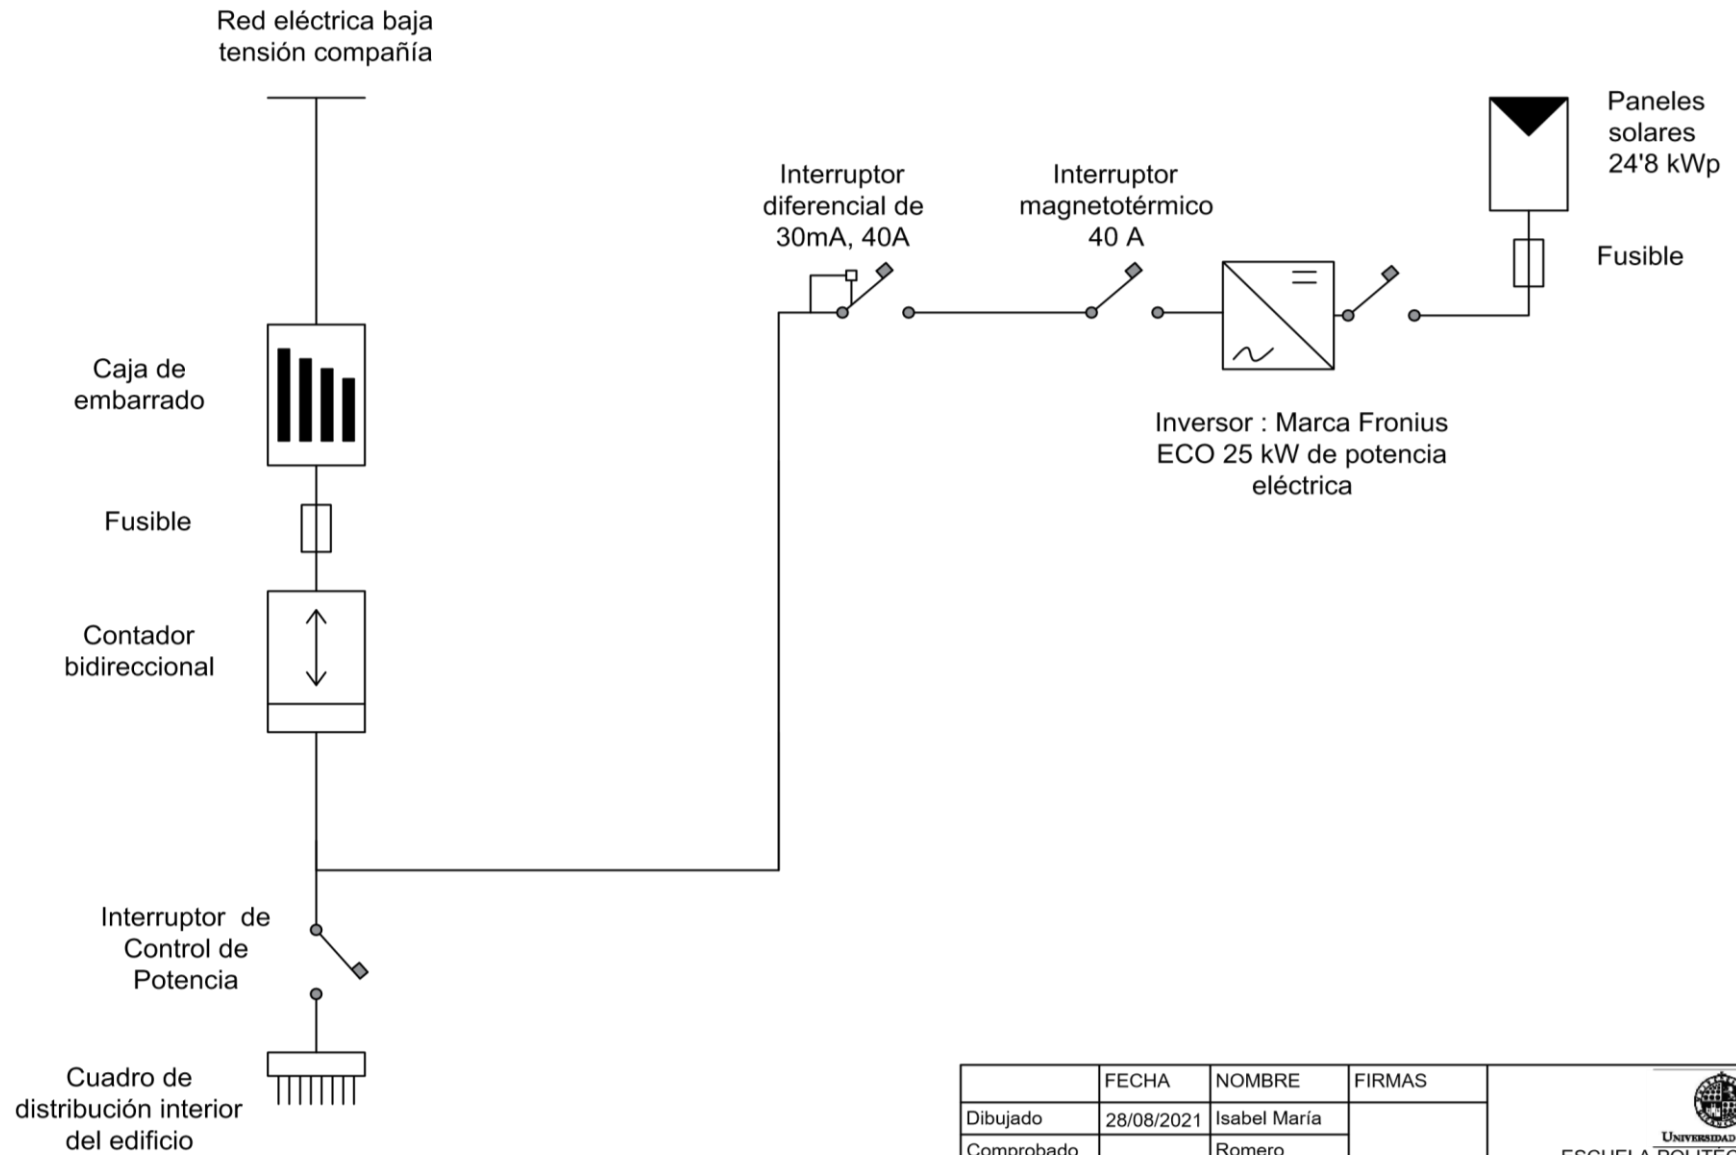 Red eléctrica baja
tensión compañía
Paneles
solares
24'8 kWp
Interruptor
diferencial de
30mA, 40A
Interruptor
magnetotérmico
40 A
Fusible
Caja de
embarrado
Inversor : Marca Fronius
ECO 25 kW de potencia
eléctrica
Fusible
Contador
bidireccional
Interruptor de
Control de
Potencia
Cuadro de
distribución interior
del edificio
FECHA NOMBRE FIRMAS
Dibujado 28/08/2021 Isabel María
Comprobado Romero
UNIVERSIDAD
ESCUELA